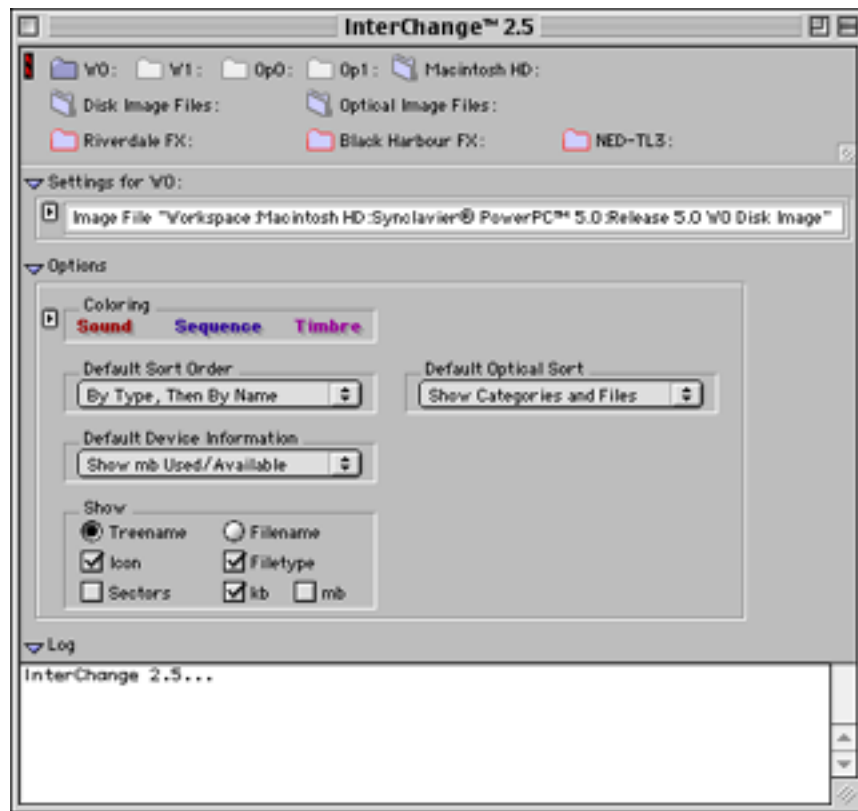 InterChange™ 2.5
W0: W1: Op0: Op1: Macintosh HD:
Disk Image Files: Optical Image Files:
Riverdale FX: Black Harbour FX: NED-TL3:
Settings for W0:
Image File "Workspace:Macintosh HD:Synclavier® PowerPC™ 5.0:Release 5.0 W0 Disk Image"
Options
Coloring
Sound Sequence Timbre
Default Sort Order Default Optical Sort
By Type, Then By Name Show Categories and Files
Default Device Information
Show mb Used/Available
Show
Treename Filename
Icon Filetype
Sectors kb mb
Log
InterChange 2.5...